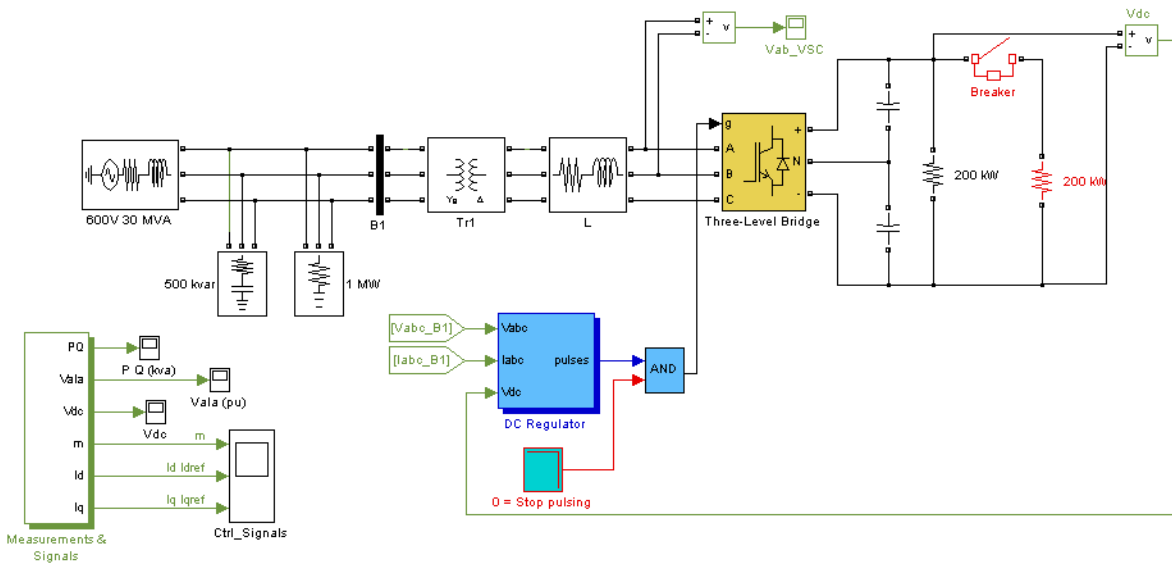 Vdc
+
-
v
Vab_VSC
+
-
v
Breaker
g
A
B
C
+
N
-
Three-Level Bridge
200 kW
200 kW
600V 30 MVA
B1
Yg
Δ
Tr1
L
500 kvar
1 MW
[Vabc_B1]
[Iabc_B1]
Vabc
Iabc
Vdc
pulses
DC Regulator
AND
0 = Stop pulsing
PQ
Vala
Vdc
m
Id
Iq
P Q (kva)
Vala (pu)
Vdc
m
Id Idref
Iq Iqref
Ctrl_Signals
Measurements &
Signals